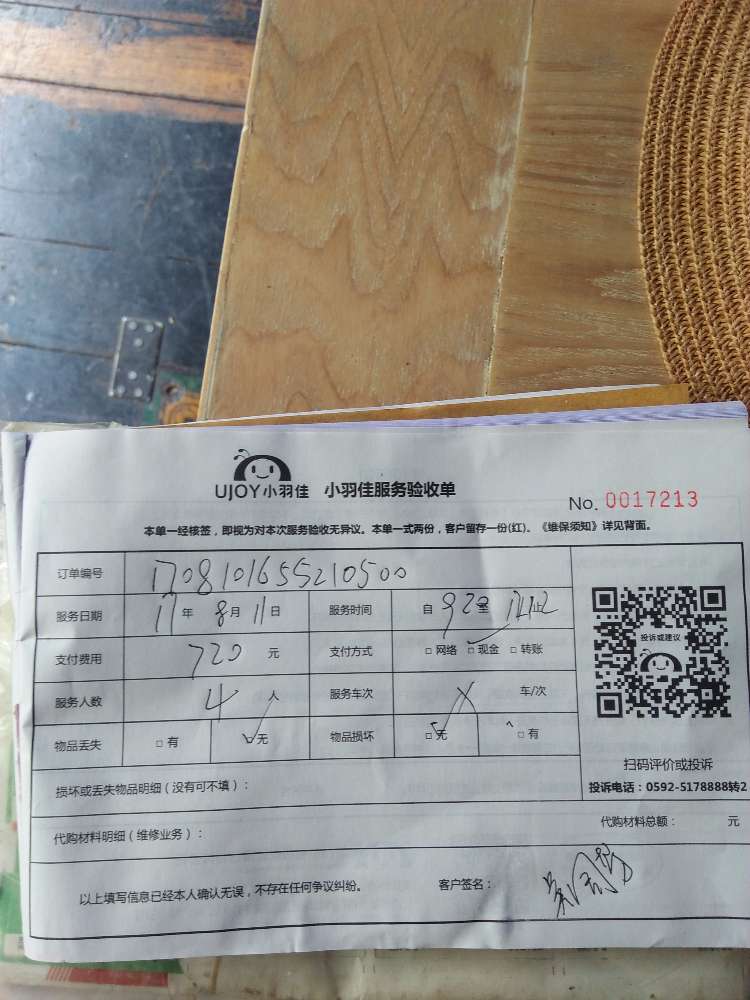 UJOY小羽佳 小羽佳服务验收单
No. 0017213
本单一经核签，即视为对本次服务验收无异议。本单一式两份，客户留存一份(红)。《维保须知》详见背面。
订单编号 1708101655210500
服务日期 17年 8月 11日 服务时间 自 至 止
支付费用 720 元 支付方式 □网络 □现金 □转账
服务人数 4 人 服务车次 X 车/次
物品丢失 □有 □无 物品损坏 □无 □有
投诉或建议
扫码评价或投诉
投诉电话：0592-5178888转2
损坏或丢失物品明细（没有可不填）：
代购材料明细（维修业务）： 代购材料总额： 元
以上填写信息已经本人确认无误，不存在任何争议纠纷。 客户签名：